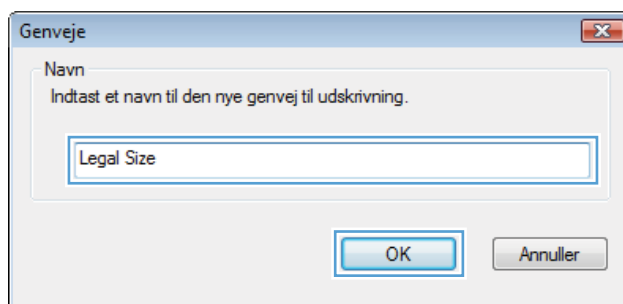 Genveje
Navn
Indtast et navn til den nye genvej til udskrivning.
Legal Size
OK
Annuller